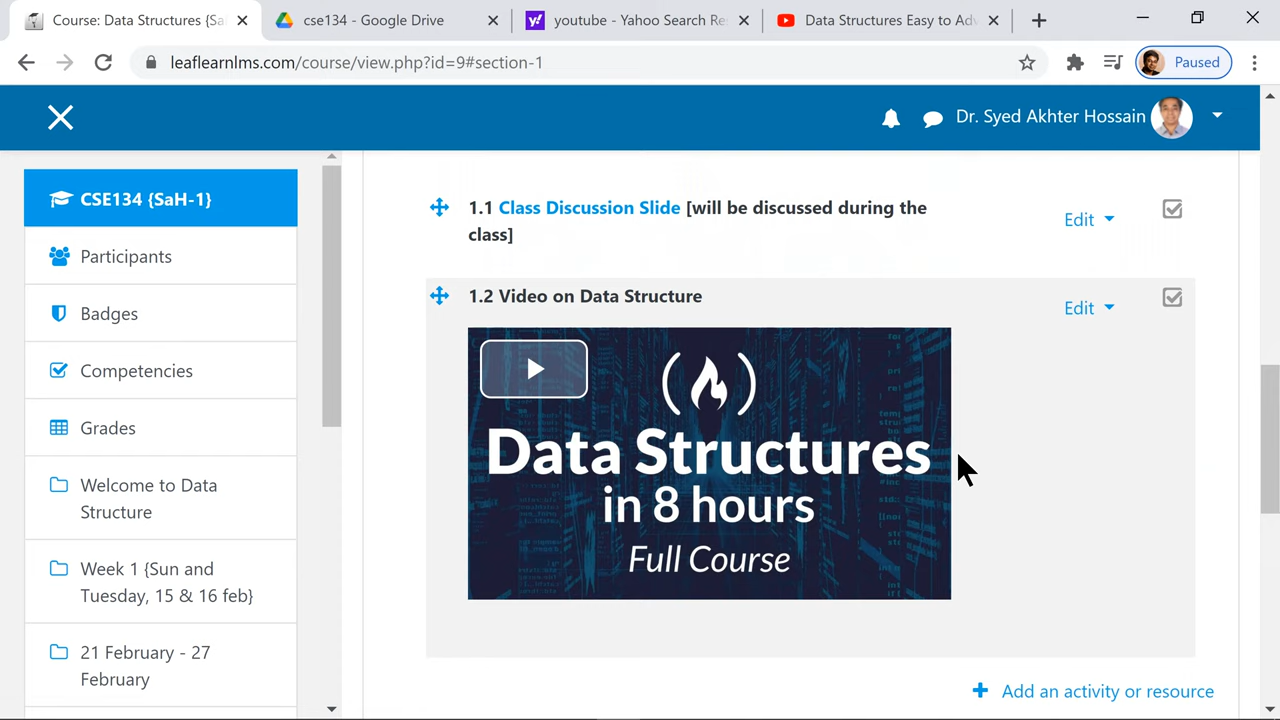 Course: Data Structures {Sa
cse134 - Google Drive
youtube - Yahoo Search Re
Data Structures Easy to Adv
leaflearnlms.com/course/view.php?id=9#section-1
Paused
Dr. Syed Akhter Hossain
CSE134 {SaH-1}
Participants
Badges
Competencies
Grades
Welcome to Data
Structure
Week 1 {Sun and
Tuesday, 15 & 16 feb}
21 February - 27
February
1.1 Class Discussion Slide [will be discussed during the
class]
Edit
1.2 Video on Data Structure
Edit
Data Structures
in 8 hours
Full Course
Add an activity or resource